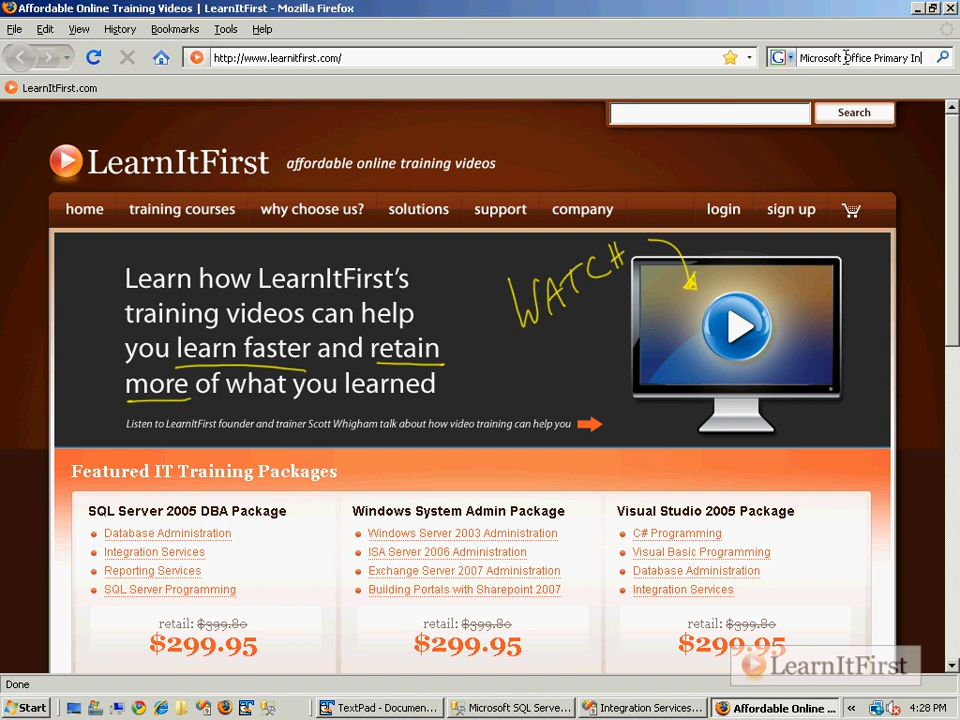 Affordable Online Training Videos | LearnItFirst - Mozilla Firefox
File Edit View History Bookmarks Tools Help
http://www.learnitfirst.com/
Microsoft Office Primary In
LearnItFirst.com
Search
LearnItFirst affordable online training videos
home training courses why choose us? solutions support company login sign up
Learn how LearnItFirst's
training videos can help
you learn faster and retain
more of what you learned
WATCH
Listen to LearnItFirst founder and trainer Scott Whigham talk about how video training can help you
Featured IT Training Packages
SQL Server 2005 DBA Package
Database Administration
Integration Services
Reporting Services
SQL Server Programming
retail: $399.80
$299.95
Windows System Admin Package
Windows Server 2003 Administration
ISA Server 2006 Administration
Exchange Server 2007 Administration
Building Portals with Sharepoint 2007
retail: $399.80
$299.95
Visual Studio 2005 Package
C# Programming
Visual Basic Programming
Database Administration
Integration Services
retail: $399.80
$299.95
LearnItFirst
Done
Start TextPad - Documen... Microsoft SQL Serve... Integration Services... Affordable Online ... « 4:28 PM